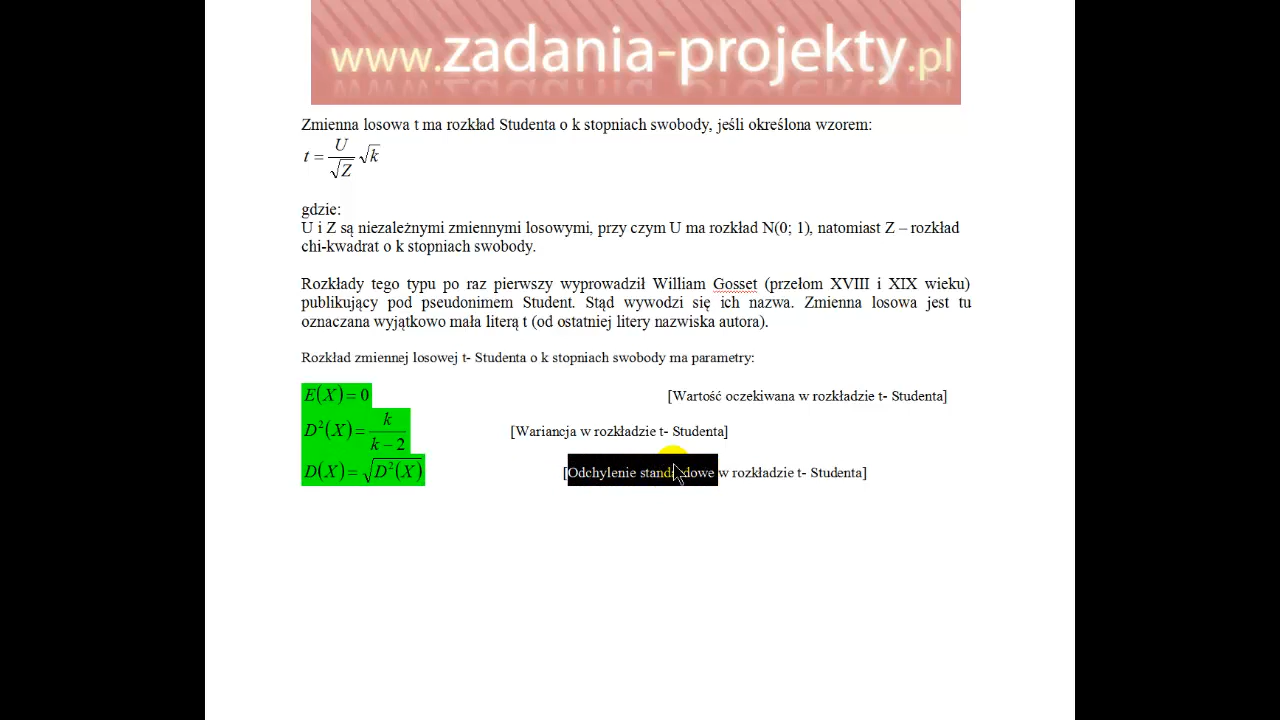 www.zadania-projekty.pl
Zmienna losowa t ma rozkład Studenta o k stopniach swobody, jeśli określona wzorem:
t = U/√Z √k
gdzie:
U i Z są niezależnymi zmiennymi losowymi, przy czym U ma rozkład N(0; 1), natomiast Z – rozkład
chi-kwadrat o k stopniach swobody.
Rozkłady tego typu po raz pierwszy wyprowadził William Gosset (przełom XVIII i XIX wieku)
publikujący pod pseudonimem Student. Stąd wywodzi się ich nazwa. Zmienna losowa jest tu
oznaczana wyjątkowo mała literą t (od ostatniej litery nazwiska autora).
Rozkład zmiennej losowej t- Studenta o k stopniach swobody ma parametry:
E(X) = 0 [Wartość oczekiwana w rozkładzie t- Studenta]
D²(X) = k/(k − 2) [Wariancja w rozkładzie t- Studenta]
D(X) = √D²(X) [Odchylenie standardowe w rozkładzie t- Studenta]